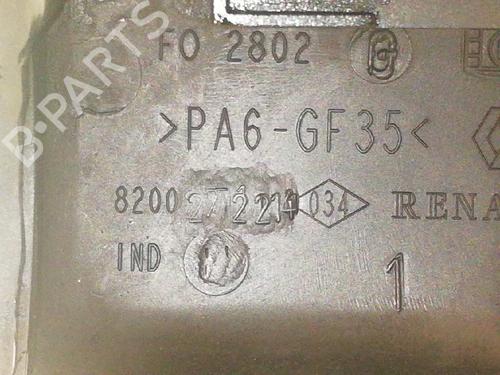 FO 2802 G
>PA6-GF35<
8200 034 RENA
IND 1
B-PARTS